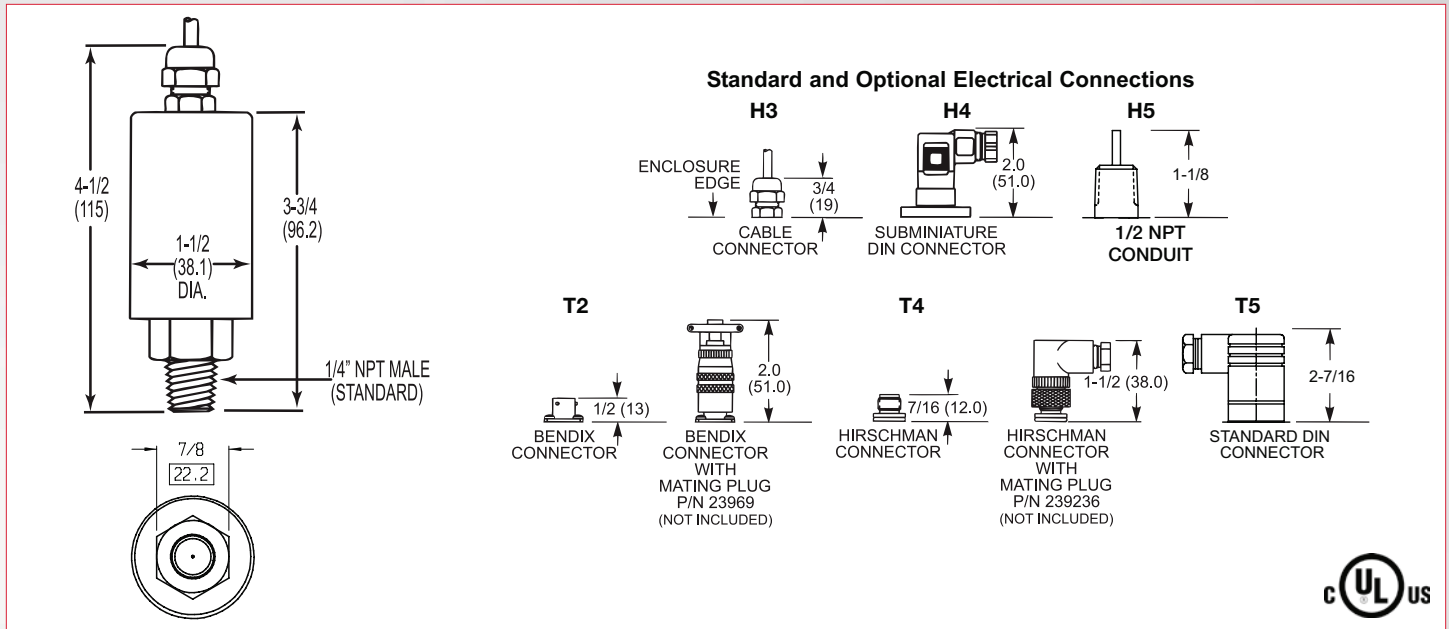 4-1/2
(115)
3-3/4
(96.2)
1-1/2
(38.1)
DIA.
1/4" NPT MALE
(STANDARD)
7/8
22.2
Standard and Optional Electrical Connections
H3
H4
H5
ENCLOSURE
EDGE
3/4
(19)
CABLE
CONNECTOR
2.0
(51.0)
SUBMINIATURE
DIN CONNECTOR
1-1/8
1/2 NPT
CONDUIT
T2
T4
T5
1/2 (13)
BENDIX
CONNECTOR
2.0
(51.0)
BENDIX
CONNECTOR
WITH
MATING PLUG
P/N 23969
(NOT INCLUDED)
7/16 (12.0)
HIRSCHMAN
CONNECTOR
1-1/2 (38.0)
HIRSCHMAN
CONNECTOR
WITH
MATING PLUG
P/N 239236
(NOT INCLUDED)
2-7/16
STANDARD DIN
CONNECTOR
C UL ® US